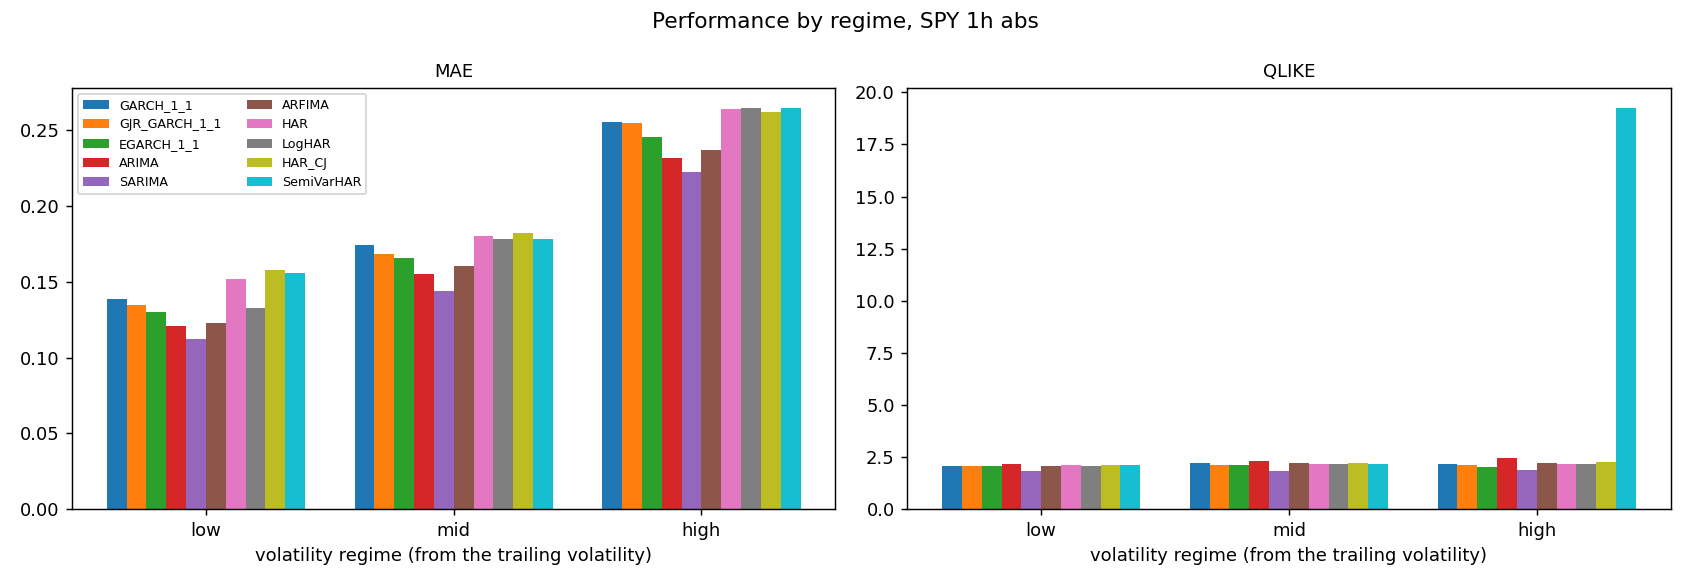 Performance by regime, SPY 1h abs
MAE
GARCH_1_1
GJR_GARCH_1_1
EGARCH_1_1
ARIMA
SARIMA
ARFIMA
HAR
LogHAR
HAR_CJ
SemiVarHAR
0.25
0.20
0.15
0.10
0.05
0.00
low mid high
volatility regime (from the trailing volatility)
QLIKE
20.0
17.5
15.0
12.5
10.0
7.5
5.0
2.5
0.0
low mid high
volatility regime (from the trailing volatility)